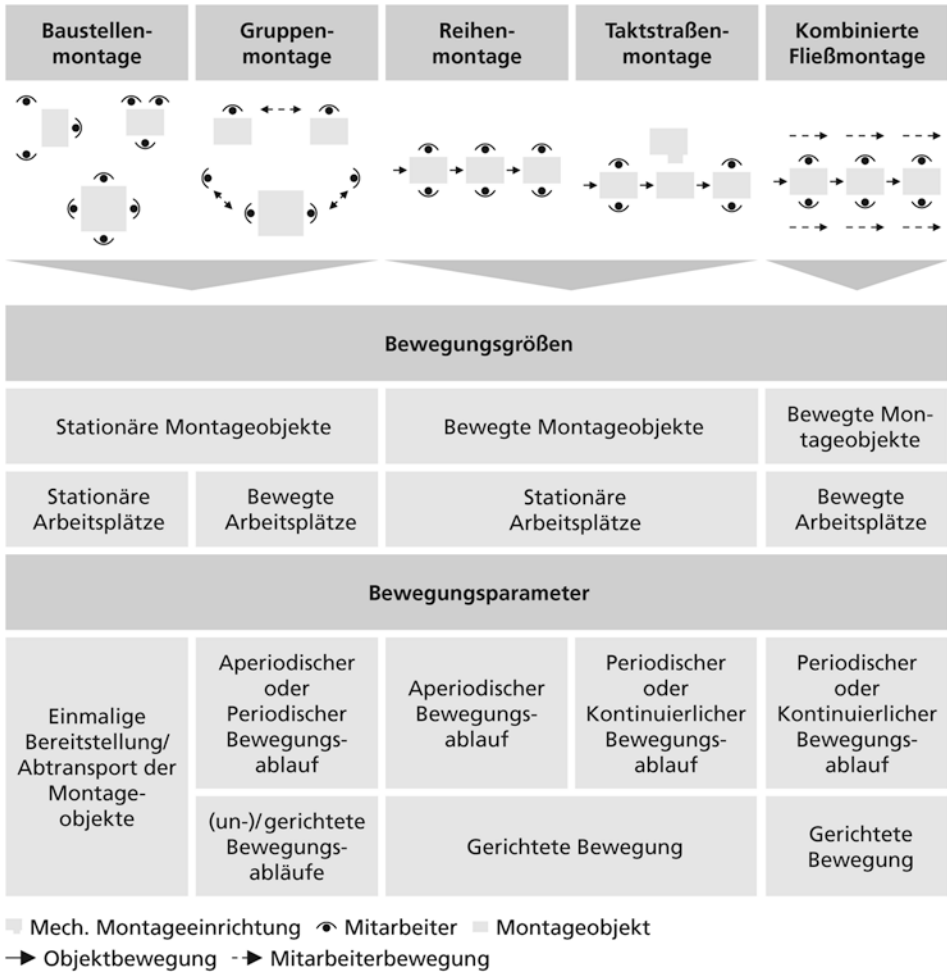 Baustellen-
montage
Gruppen-
montage
Reihen-
montage
Taktstraßen-
montage
Kombinierte
Fließmontage
Bewegungsgrößen
Stationäre Montageobjekte
Bewegte Montageobjekte
Bewegte Mon-
tageobjekte
Stationäre
Arbeitsplätze
Bewegte
Arbeitsplätze
Stationäre
Arbeitsplätze
Bewegte
Arbeitsplätze
Bewegungsparameter
Einmalige
Bereitstellung/
Abtransport der
Montage-
objekte
Aperiodischer
oder
Periodischer
Bewegungs-
ablauf
Aperiodischer
Bewegungs-
ablauf
Periodischer
oder
Kontinuierlicher
Bewegungs-
ablauf
Periodischer
oder
Kontinuierlicher
Bewegungs-
ablauf
(un-)/gerichtete
Bewegungs-
abläufe
Gerichtete Bewegung
Gerichtete
Bewegung
Mech. Montageeinrichtung Mitarbeiter Montageobjekt
Objektbewegung Mitarbeiterbewegung